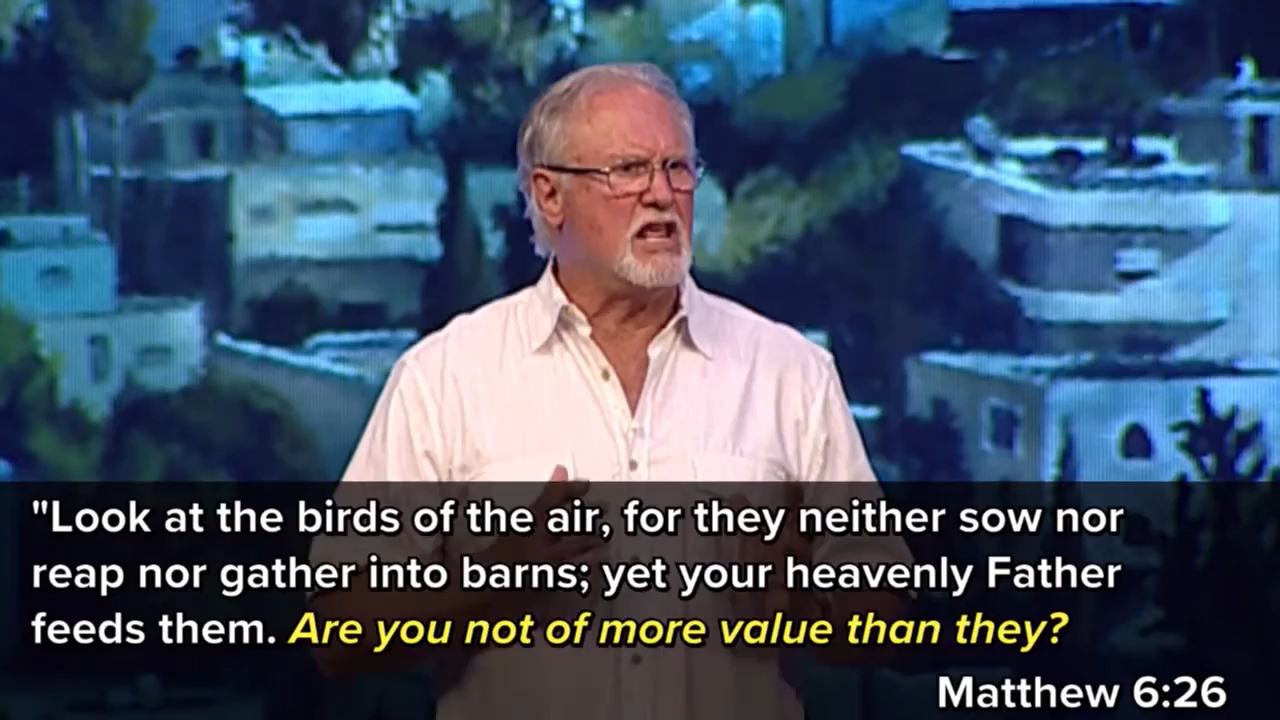 "Look at the birds of the air, for they neither sow nor
reap nor gather into barns; yet your heavenly Father
feeds them. Are you not of more value than they?
Matthew 6:26